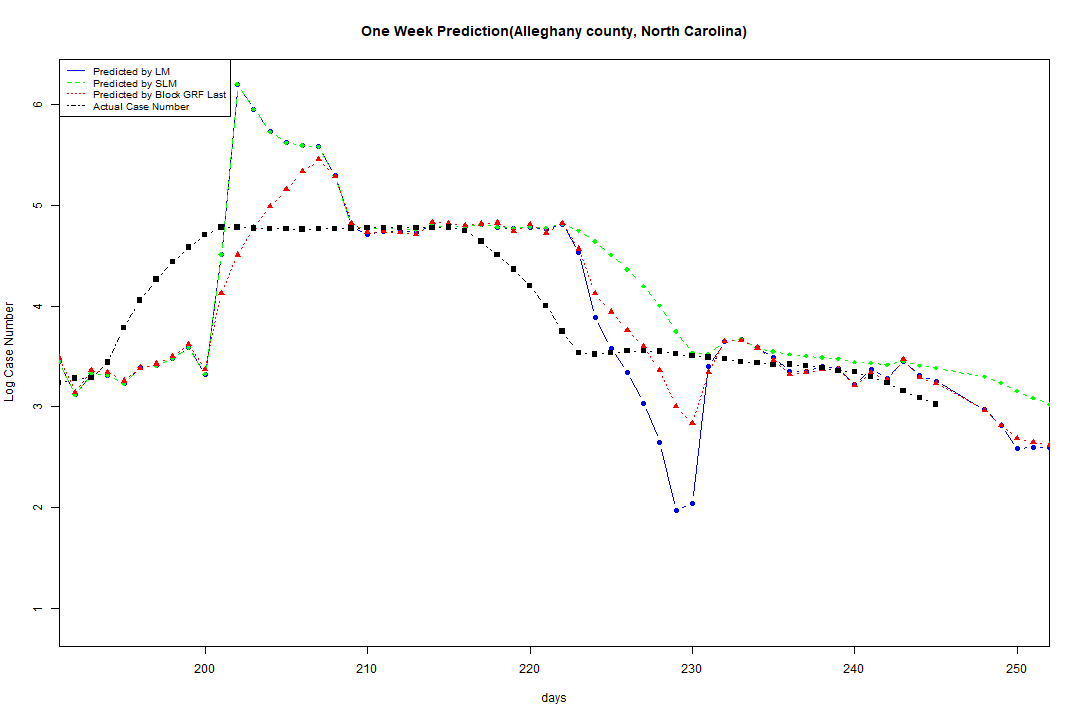 One Week Prediction(Alleghany county, North Carolina)
Predicted by LM
Predicted by SLM
Predicted by Block GRF Last
Actual Case Number
Log Case Number
6
5
4
3
2
1
200 210 220 230 240 250
days